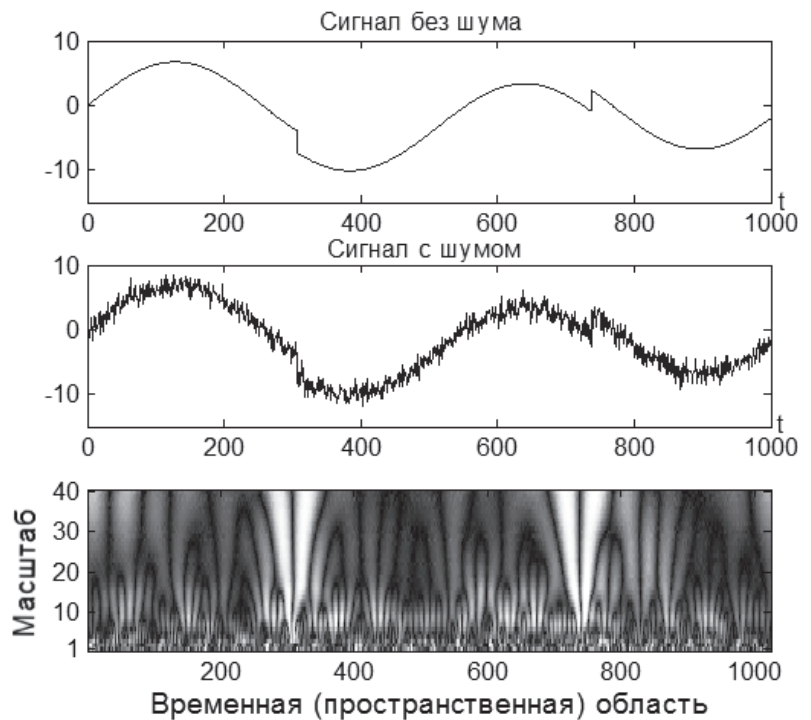 Сигнал без шума
10
0
-10
0 200 400 600 800 1000
t
Сигнал с шумом
10
0
-10
0 200 400 600 800 1000
t
Масштаб
40
30
20
10
1
200 400 600 800 1000
Временная (пространственная) область